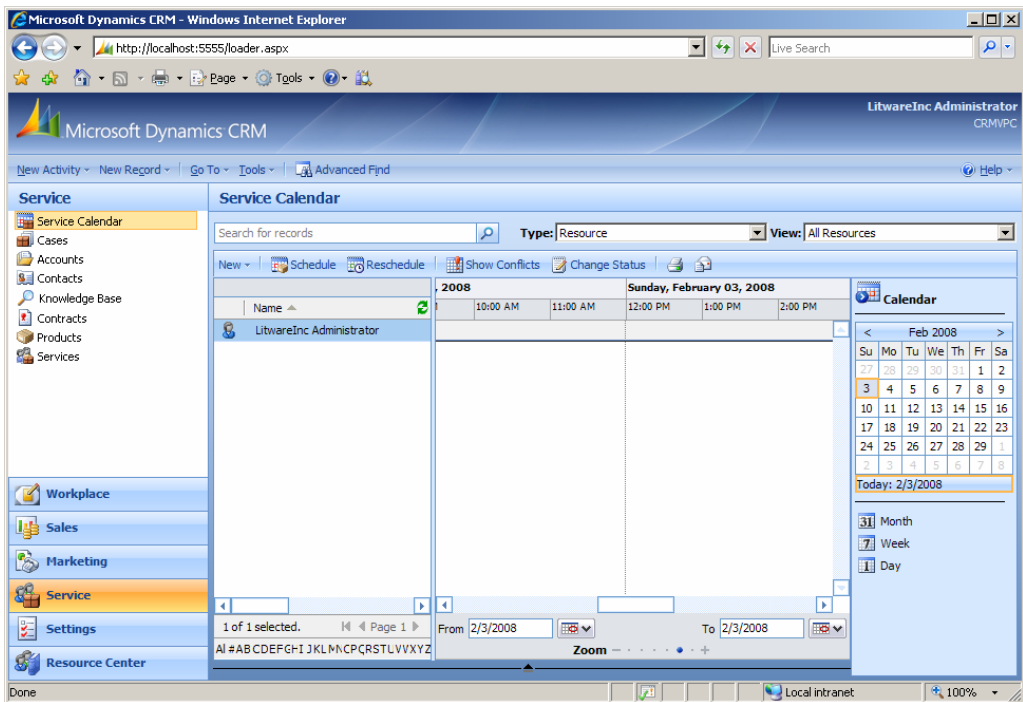 Microsoft Dynamics CRM - Windows Internet Explorer
http://localhost:5555/loader.aspx
Live Search
Page
Tools
Microsoft Dynamics CRM
LitwareInc Administrator
CRMVPC
New Activity New Record Go To Tools Advanced Find Help
Service
Service Calendar
Cases
Accounts
Contacts
Knowledge Base
Contracts
Products
Services
Workplace
Sales
Marketing
Service
Settings
Resource Center
Service Calendar
Search for records Type: Resource View: All Resources
New Schedule Reschedule Show Conflicts Change Status
, 2008 Sunday, February 03, 2008
Name 10:00 AM 11:00 AM 12:00 PM 1:00 PM 2:00 PM
LitwareInc Administrator
1 of 1 selected. Page 1
From 2/3/2008 To 2/3/2008
Zoom
Calendar
< Feb 2008 >
Su Mo Tu We Th Fr Sa
27 28 29 30 31 1 2
3 4 5 6 7 8 9
10 11 12 13 14 15 16
17 18 19 20 21 22 23
24 25 26 27 28 29 1
2 3 4 5 6 7 8
Today: 2/3/2008
31 Month
7 Week
1 Day
Done Local intranet 100%